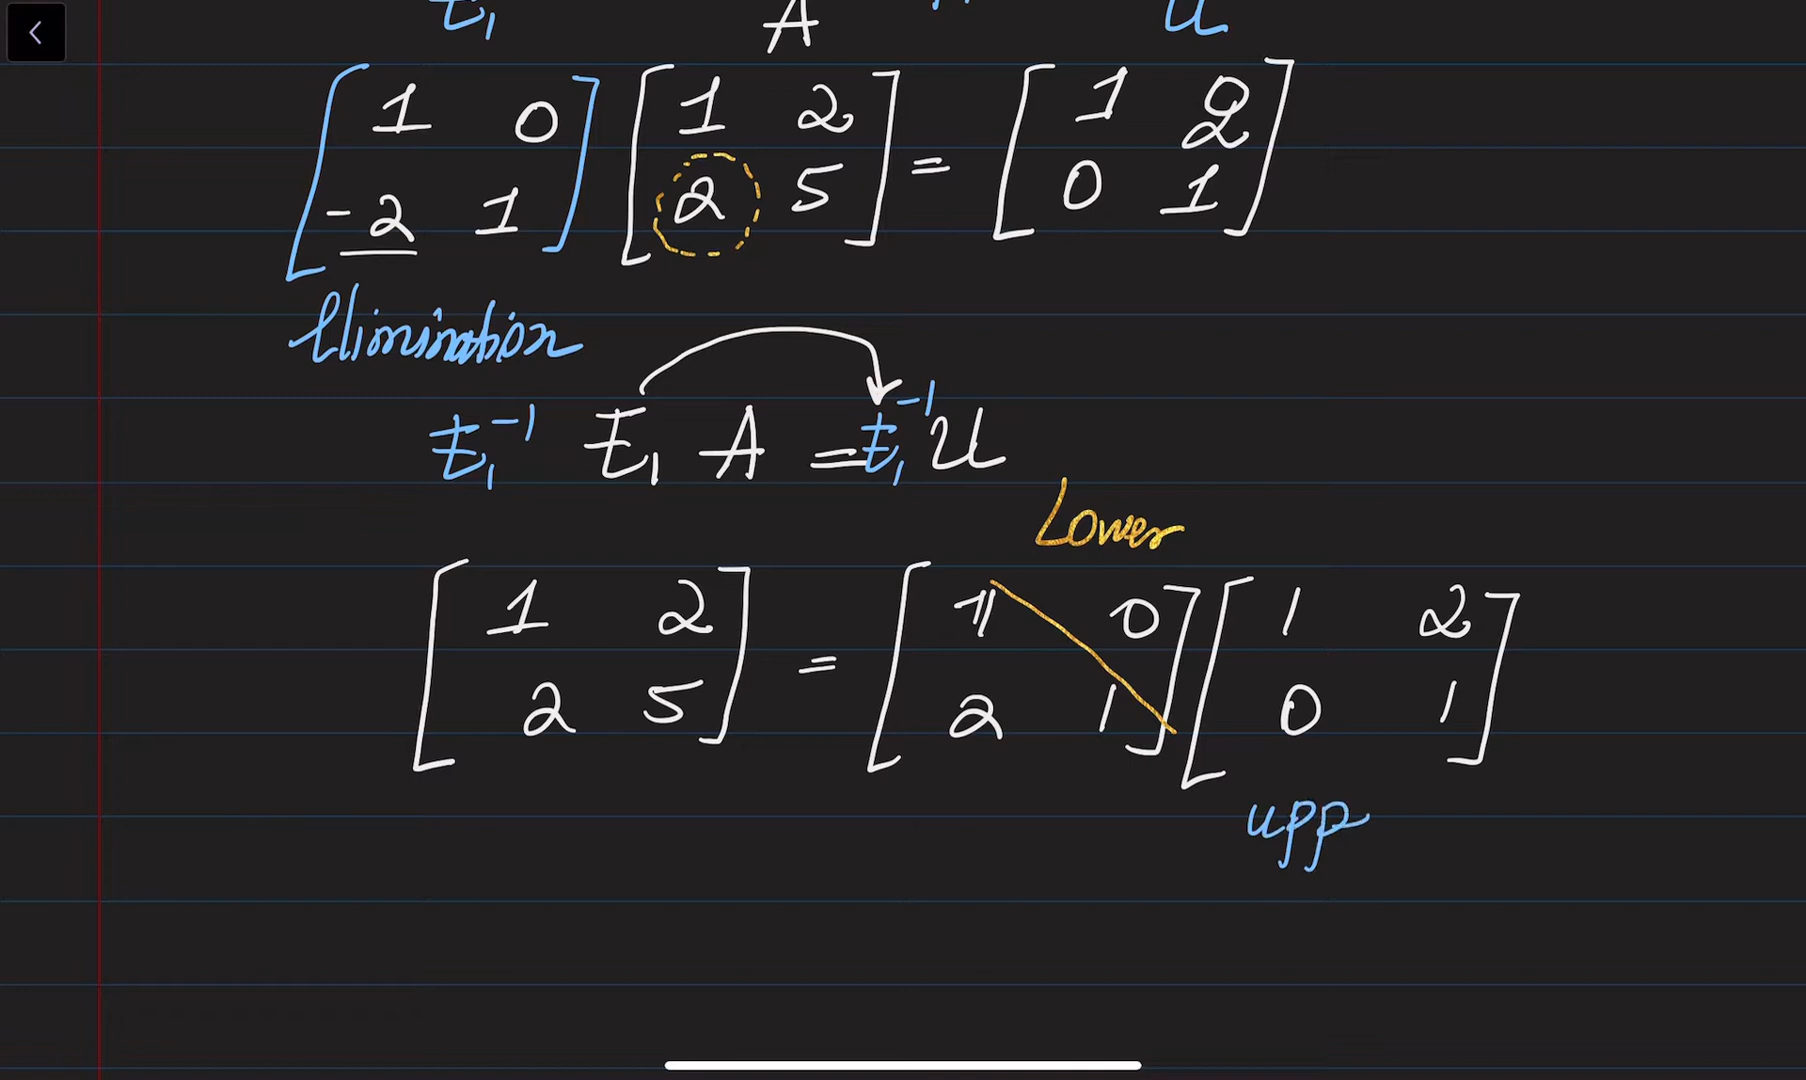 E₁ A U
[1 0] [1 2] = [1 2]
[-2 1] [2 5] [0 1]
Elimination
E₁⁻¹ E₁ A = E₁⁻¹ U
Lower
[1 2] = [1 0] [1 2]
[2 5] [2 1] [0 1]
upp